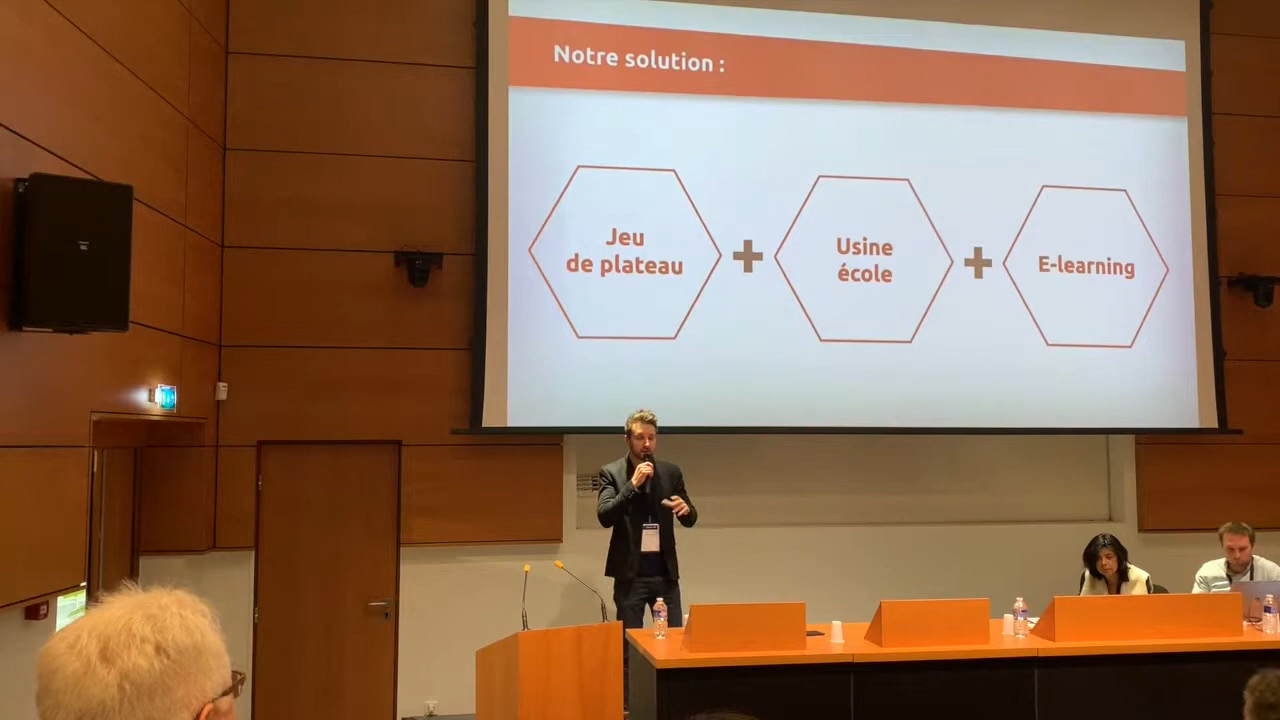 Notre solution :
Jeu
de plateau
+
Usine
école
+
E-learning